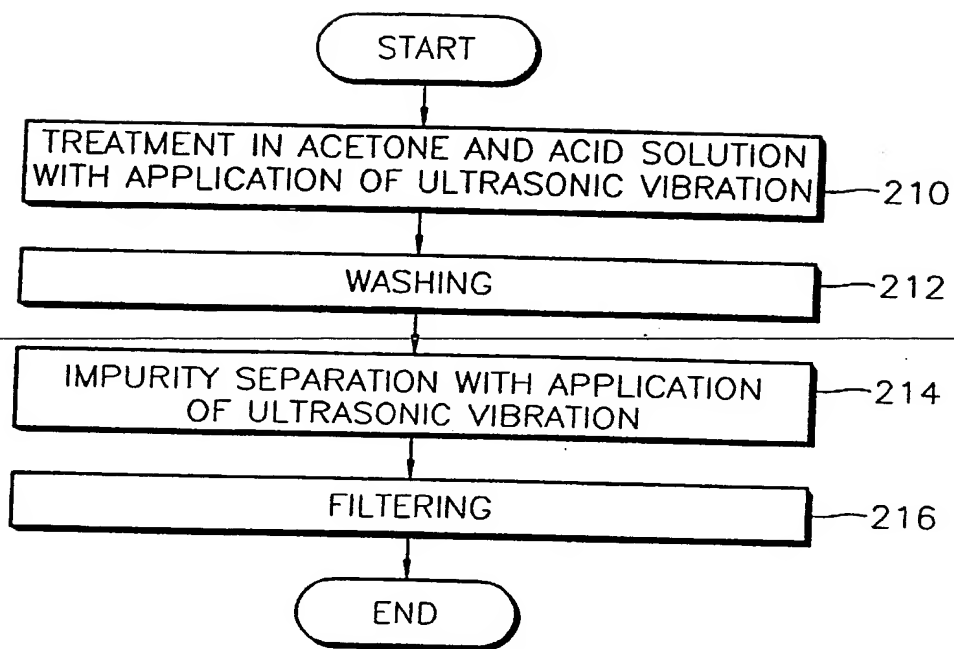 START
TREATMENT IN ACETONE AND ACID SOLUTION
WITH APPLICATION OF ULTRASONIC VIBRATION
210
WASHING
212
IMPURITY SEPARATION WITH APPLICATION
OF ULTRASONIC VIBRATION
214
FILTERING
216
END